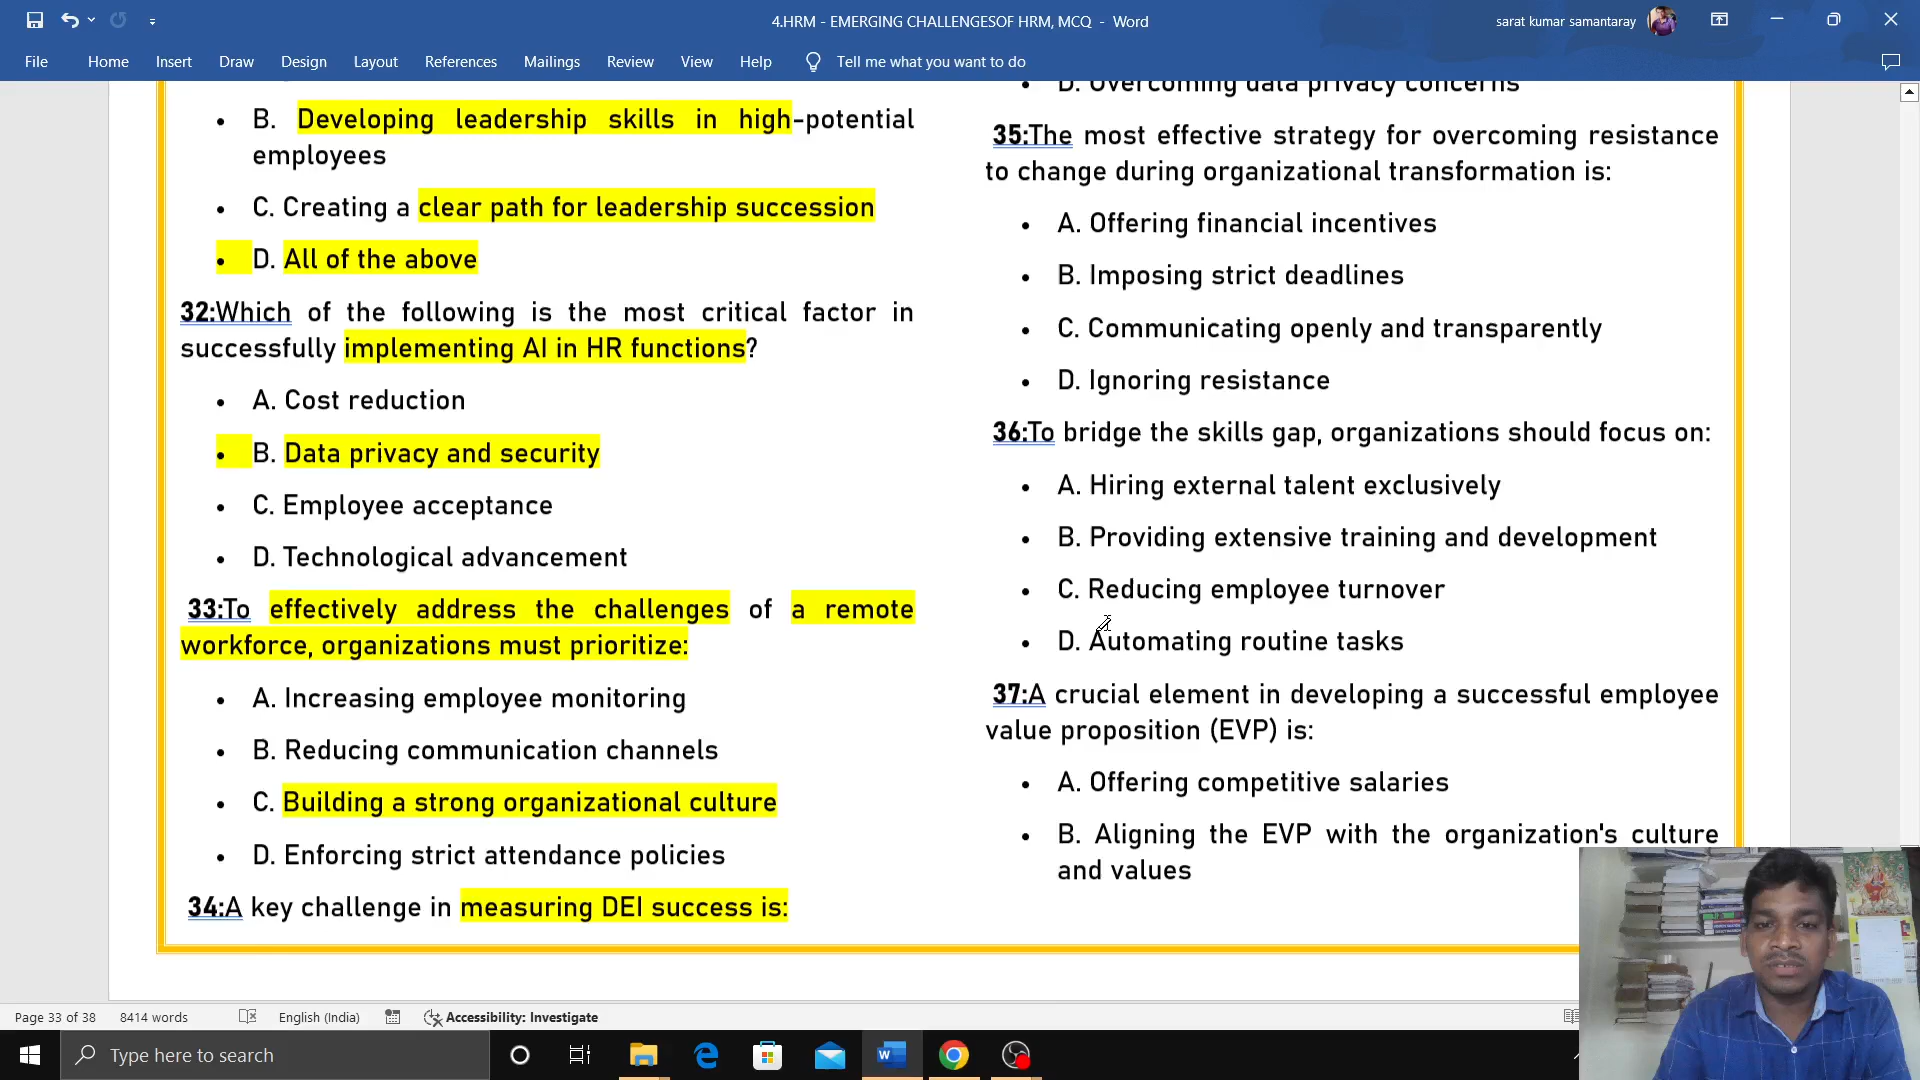 4.HRM - EMERGING CHALLENGESOF HRM, MCQ - Word
sarat kumar samantaray
File Home Insert Draw Design Layout References Mailings Review View Help Tell me what you want to do
• B. Developing leadership skills in high-potential
employees
• C. Creating a clear path for leadership succession
• D. All of the above
32:Which of the following is the most critical factor in
successfully implementing AI in HR functions?
• A. Cost reduction
• B. Data privacy and security
• C. Employee acceptance
• D. Technological advancement
33:To effectively address the challenges of a remote
workforce, organizations must prioritize:
• A. Increasing employee monitoring
• B. Reducing communication channels
• C. Building a strong organizational culture
• D. Enforcing strict attendance policies
34:A key challenge in measuring DEI success is:
• D. Overcoming data privacy concerns
35:The most effective strategy for overcoming resistance
to change during organizational transformation is:
• A. Offering financial incentives
• B. Imposing strict deadlines
• C. Communicating openly and transparently
• D. Ignoring resistance
36:To bridge the skills gap, organizations should focus on:
• A. Hiring external talent exclusively
• B. Providing extensive training and development
• C. Reducing employee turnover
• D. Automating routine tasks
37:A crucial element in developing a successful employee
value proposition (EVP) is:
• A. Offering competitive salaries
• B. Aligning the EVP with the organization's culture
and values
Page 33 of 38 8414 words English (India) Accessibility: Investigate
Type here to search